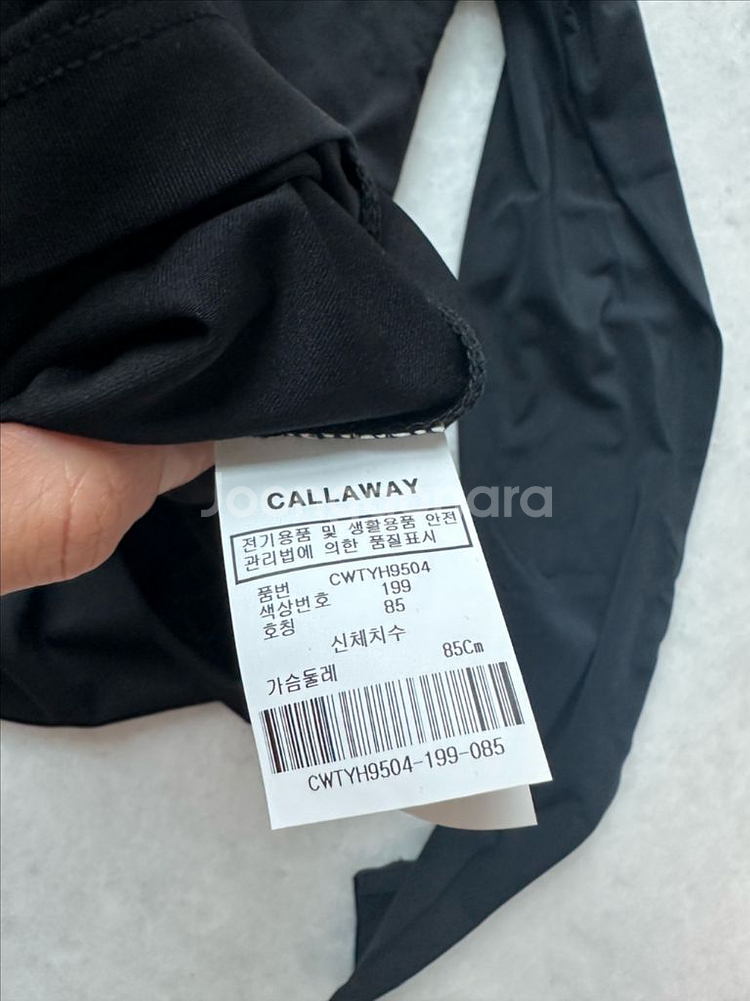 CALLAWAY
전기용품 및 생활용품 안전
관리법에 의한 품질표시
품번 CWTYH9504
색상번호 199
호칭 85
신체치수
가슴둘레 85Cm
CWTYH9504-199-085